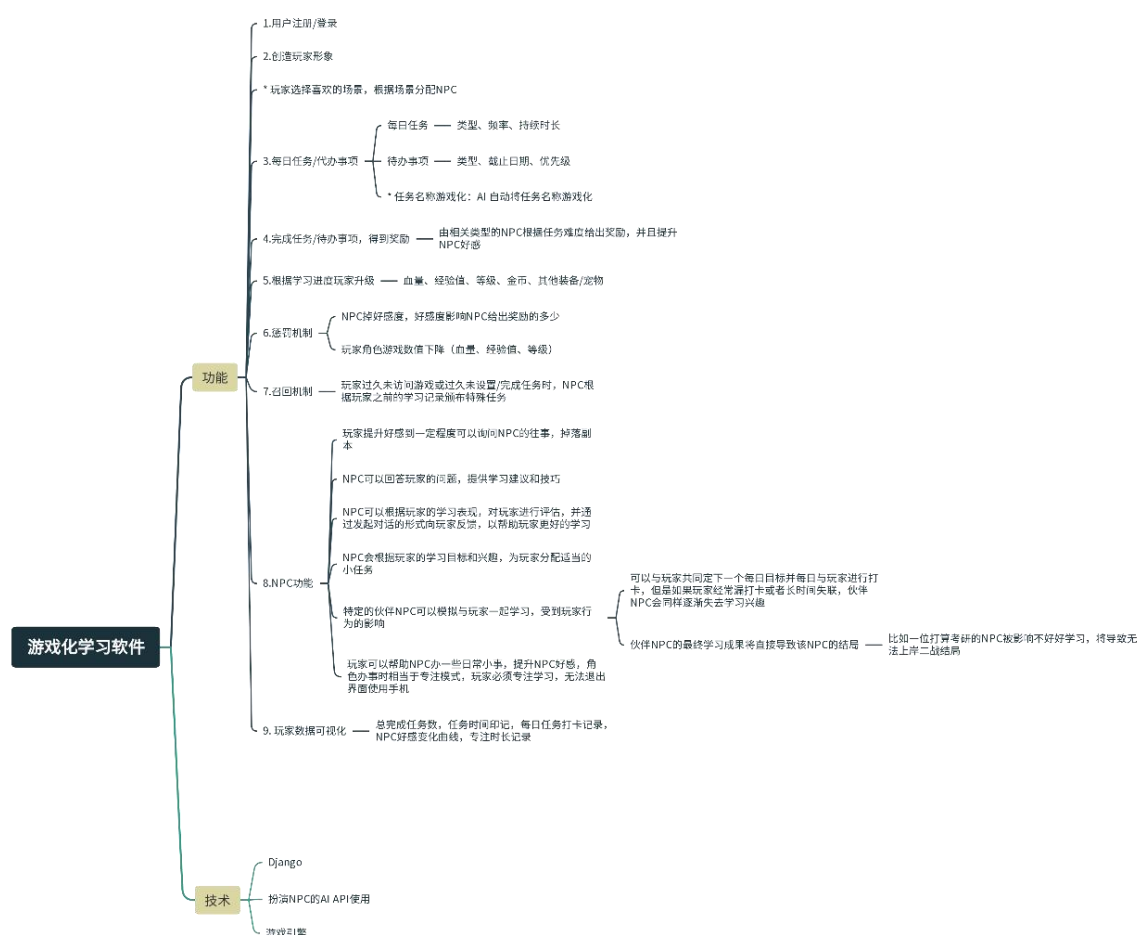 1.用户注册/登录
2.创造玩家形象
* 玩家选择喜欢的场景，根据场景分配NPC
3.每日任务/代办事项
每日任务
类型、频率、持续时长
待办事项
类型、截止日期、优先级
* 任务名称游戏化：AI 自动将任务名称游戏化
4.完成任务/待办事项，得到奖励
由相关类型的NPC根据任务难度给出奖励，并且提升
NPC好感
5.根据学习进度玩家升级
血量、经验值、等级、金币、其他装备/宠物
6.惩罚机制
NPC掉好感度，好感度影响NPC给出奖励的多少
玩家角色游戏数值下降（血量、经验值、等级）
功能
7.召回机制
玩家过久未访问游戏或过久未设置/完成任务时，NPC根
据玩家之前的学习记录颁布特殊任务
8.NPC功能
玩家提升好感到一定程度可以询问NPC的往事，掉落副
本
NPC可以回答玩家的问题，提供学习建议和技巧
NPC可以根据玩家的学习表现，对玩家进行评估，并通
过发起对话的形式向玩家反馈，以帮助玩家更好的学习
NPC会根据玩家的学习目标和兴趣，为玩家分配适当的
小任务
特定的伙伴NPC可以模拟与玩家一起学习，受到玩家行
为的影响
可以与玩家共同定下一个每日目标并每日与玩家进行打
卡，但是如果玩家经常漏打卡或者长时间失联，伙伴
NPC会同样逐渐失去学习兴趣
伙伴NPC的最终学习成果将直接导致该NPC的结局
比如一位打算考研的NPC被影响不好好学习，将导致无
法上岸二战结局
玩家可以帮助NPC办一些日常小事，提升NPC好感，角
色办事时相当于专注模式，玩家必须专注学习，无法退出
界面使用手机
游戏化学习软件
9. 玩家数据可视化
总完成任务数，任务时间印记，每日任务打卡记录，
NPC好感变化曲线，专注时长记录
技术
Django
扮演NPC的AI API使用
游戏引擎